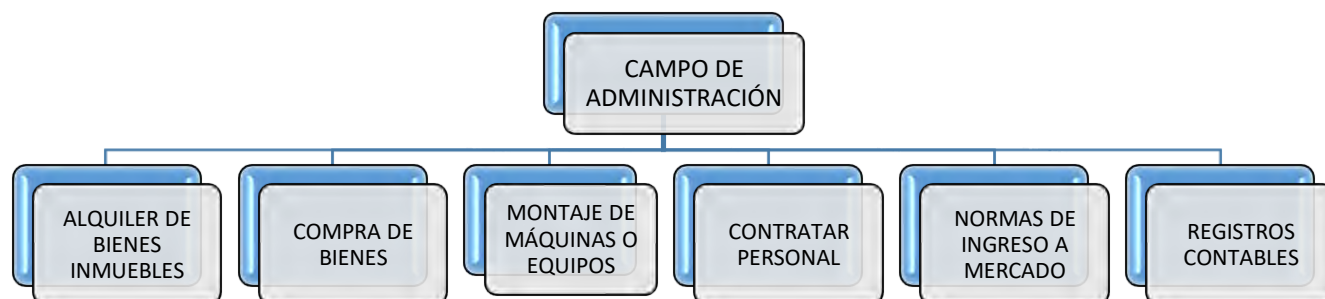 CAMPO DE
ADMINISTRACIÓN
ALQUILER DE
BIENES
INMUEBLES
COMPRA DE
BIENES
MONTAJE DE
MÁQUINAS O
EQUIPOS
CONTRATAR
PERSONAL
NORMAS DE
INGRESO A
MERCADO
REGISTROS
CONTABLES